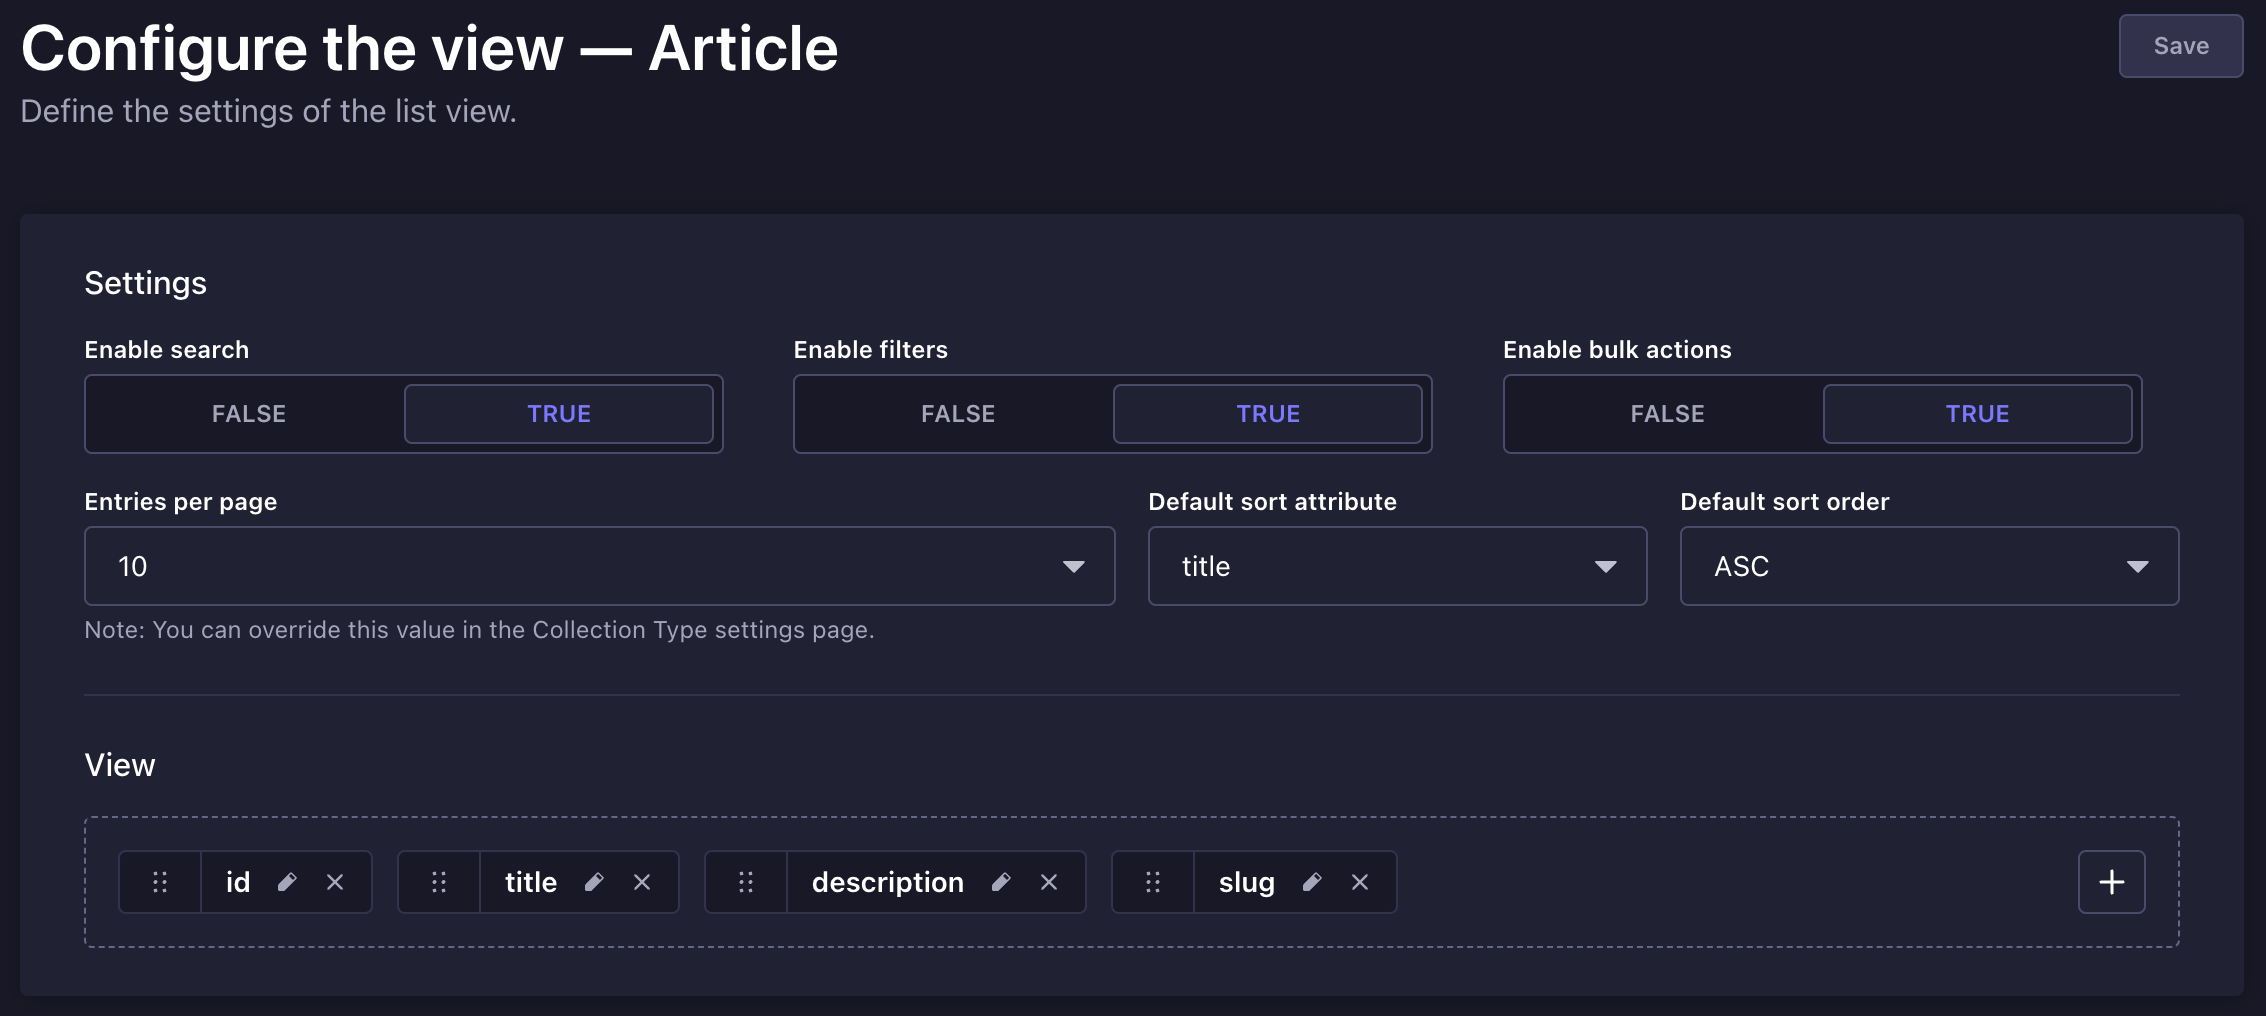 Configure the view — Article
Save
Define the settings of the list view.
Settings
Enable search
Enable filters
Enable bulk actions
FALSE TRUE
FALSE TRUE
FALSE TRUE
Entries per page
Default sort attribute
Default sort order
10
title
ASC
Note: You can override this value in the Collection Type settings page.
View
id
title
description
slug